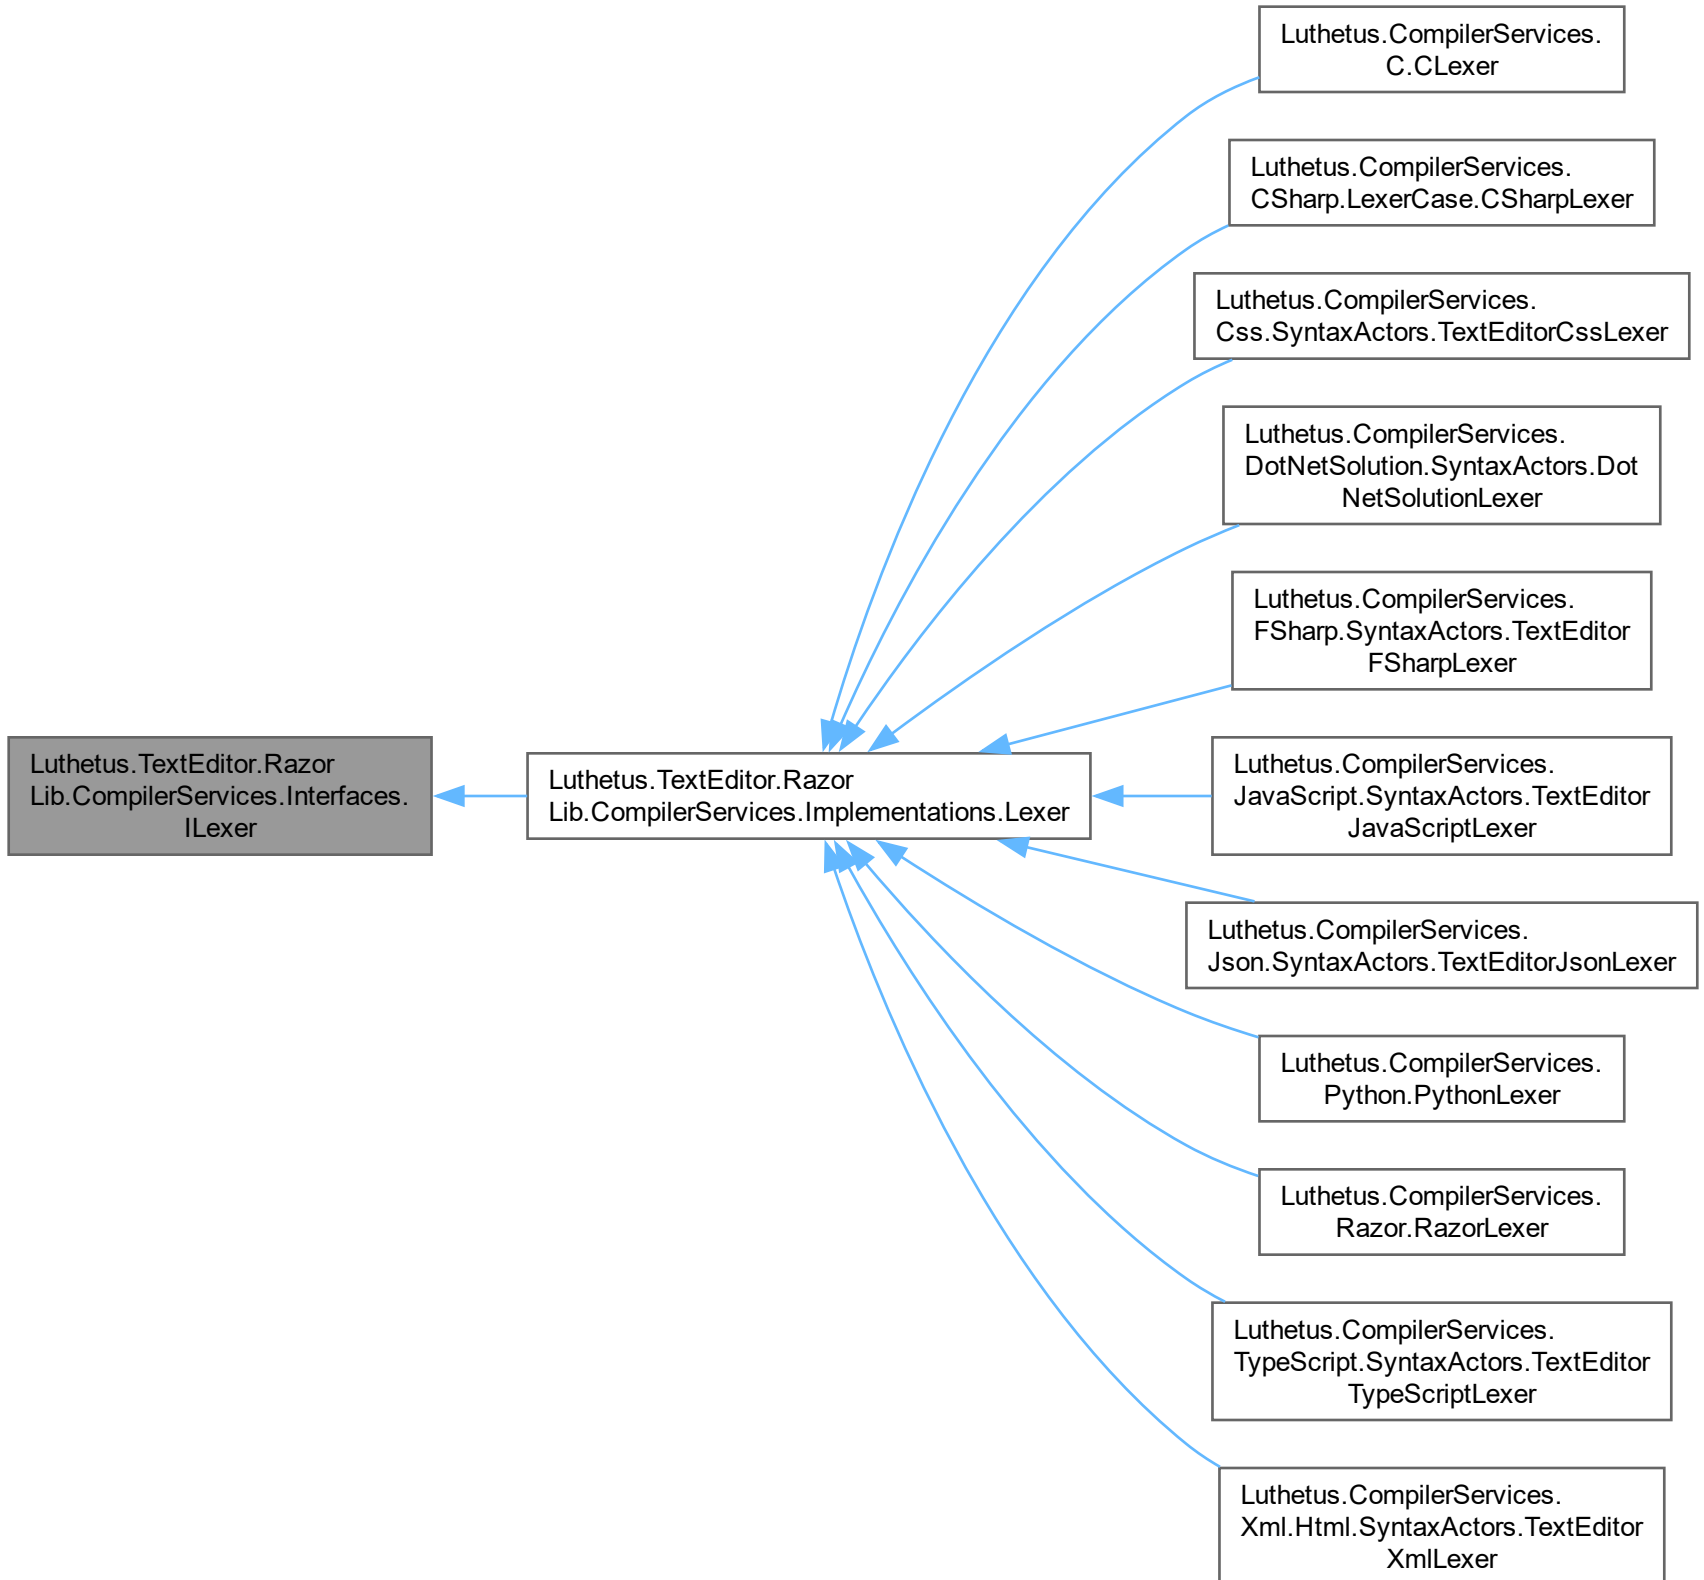 Luthetus.TextEditor.Razor
Lib.CompilerServices.Interfaces.
ILexer
Luthetus.TextEditor.Razor
Lib.CompilerServices.Implementations.Lexer
Luthetus.CompilerServices.
C.CLexer
Luthetus.CompilerServices.
CSharp.LexerCase.CSharpLexer
Luthetus.CompilerServices.
Css.SyntaxActors.TextEditorCssLexer
Luthetus.CompilerServices.
DotNetSolution.SyntaxActors.Dot
NetSolutionLexer
Luthetus.CompilerServices.
FSharp.SyntaxActors.TextEditor
FSharpLexer
Luthetus.CompilerServices.
JavaScript.SyntaxActors.TextEditor
JavaScriptLexer
Luthetus.CompilerServices.
Json.SyntaxActors.TextEditorJsonLexer
Luthetus.CompilerServices.
Python.PythonLexer
Luthetus.CompilerServices.
Razor.RazorLexer
Luthetus.CompilerServices.
TypeScript.SyntaxActors.TextEditor
TypeScriptLexer
Luthetus.CompilerServices.
Xml.Html.SyntaxActors.TextEditor
XmlLexer